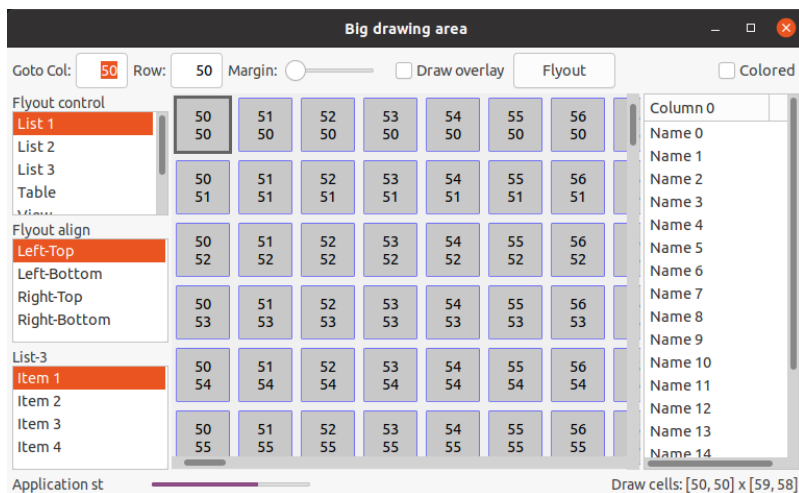 Big drawing area
Goto Col: 50 Row: 50 Margin: Draw overlay Flyout Colored
Flyout control
List 1
List 2
List 3
Table
View
Flyout align
Left-Top
Left-Bottom
Right-Top
Right-Bottom
List-3
Item 1
Item 2
Item 3
Item 4
50 51 52 53 54 55 56
50 50 50 50 50 50 50
50 51 52 53 54 55 56
51 51 51 51 51 51 51
50 51 52 53 54 55 56
52 52 52 52 52 52 52
50 51 52 53 54 55 56
53 53 53 53 53 53 53
50 51 52 53 54 55 56
54 54 54 54 54 54 54
50 51 52 53 54 55 56
55 55 55 55 55 55 55
Column 0
Name 0
Name 1
Name 2
Name 3
Name 4
Name 5
Name 6
Name 7
Name 8
Name 9
Name 10
Name 11
Name 12
Name 13
Name 14
Application st
Draw cells: [50, 50] x [59, 58]